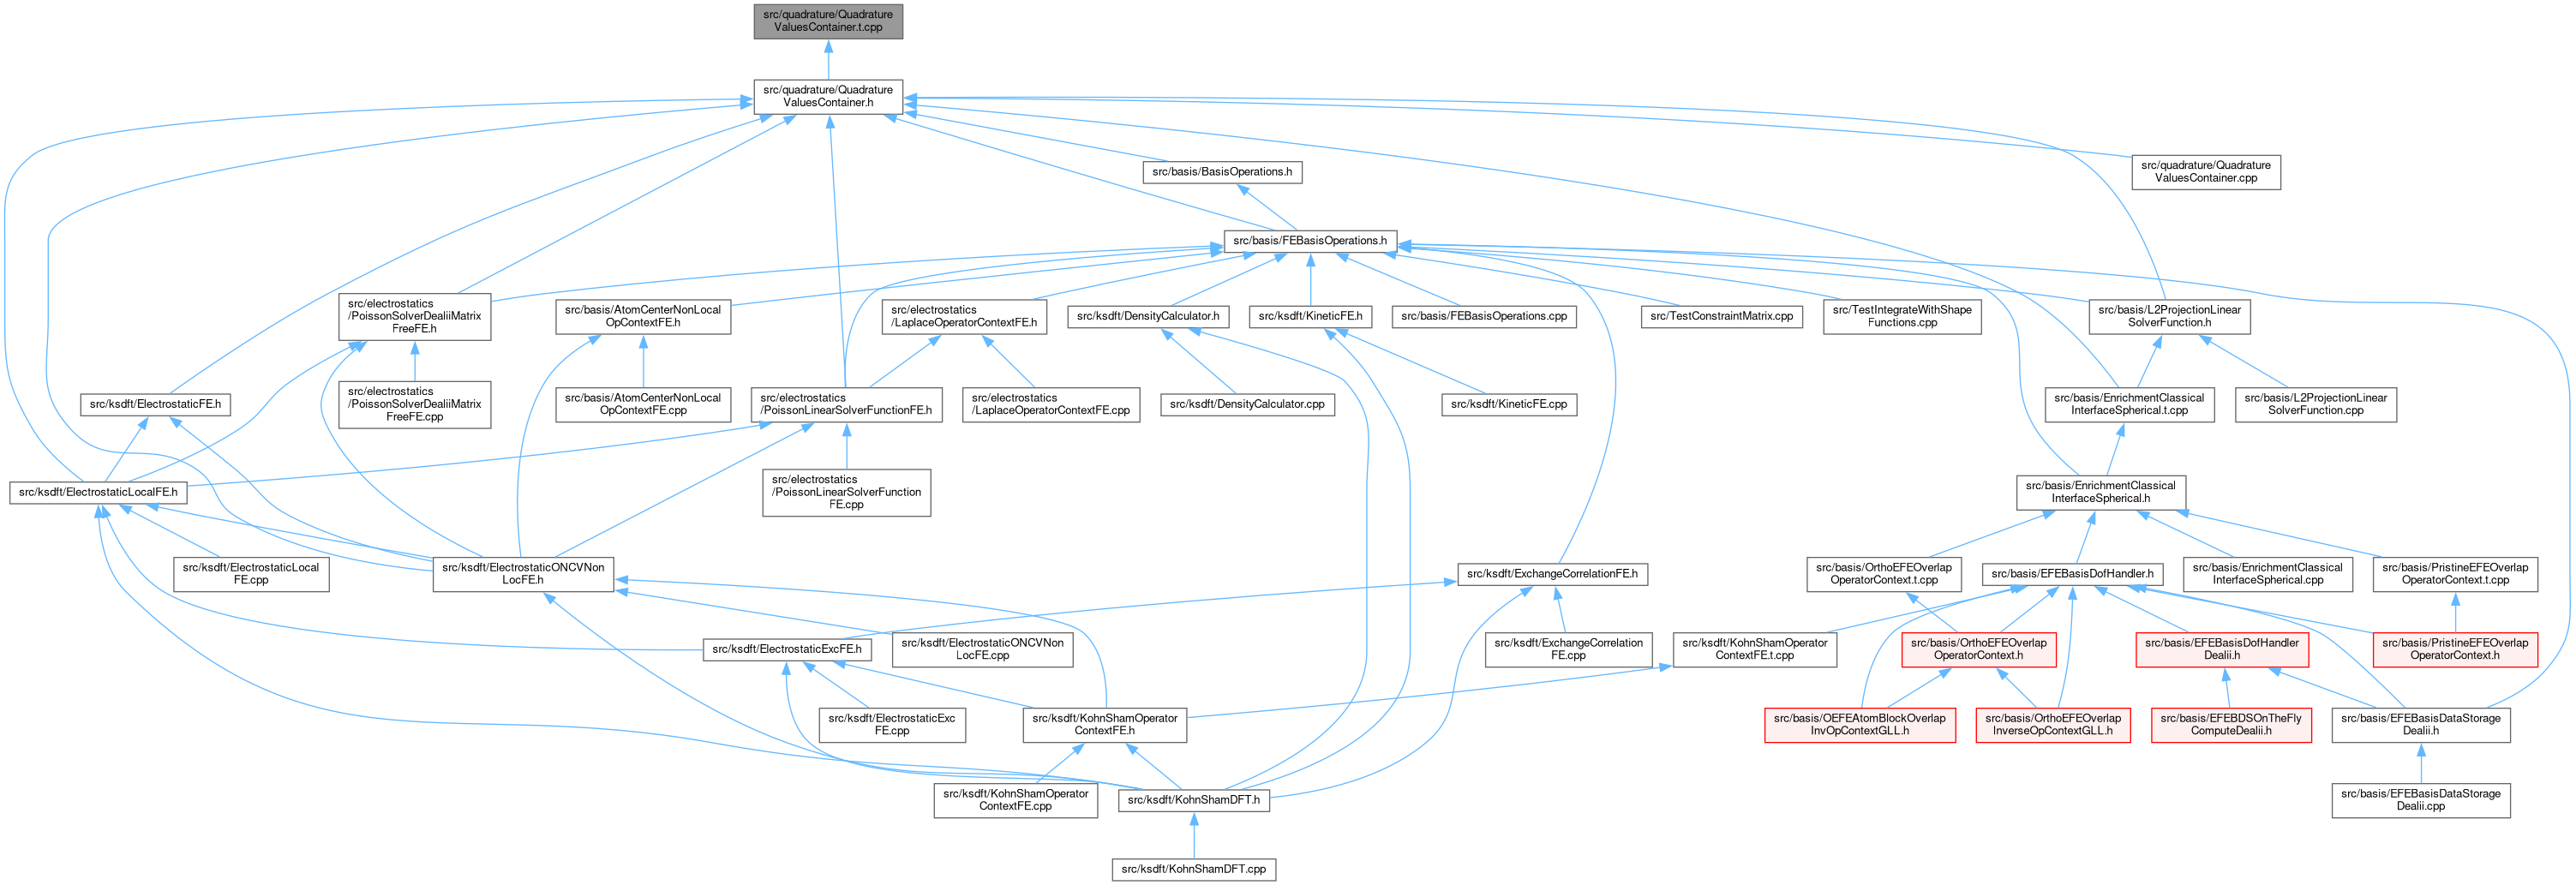 src/quadrature/Quadrature
ValuesContainer.t.cpp
src/quadrature/Quadrature
ValuesContainer.h
src/basis/BasisOperations.h
src/quadrature/Quadrature
ValuesContainer.cpp
src/basis/FEBasisOperations.h
src/electrostatics
/PoissonSolverDealiiMatrix
FreeFE.h
src/basis/AtomCenterNonLocal
OpContextFE.h
src/electrostatics
/LaplaceOperatorContextFE.h
src/ksdft/DensityCalculator.h
src/ksdft/KineticFE.h
src/basis/FEBasisOperations.cpp
src/TestConstraintMatrix.cpp
src/TestIntegrateWithShape
Functions.cpp
src/basis/L2ProjectionLinear
SolverFunction.h
src/ksdft/ElectrostaticFE.h
src/electrostatics
/PoissonSolverDealiiMatrix
FreeFE.cpp
src/basis/AtomCenterNonLocal
OpContextFE.cpp
src/electrostatics
/PoissonLinearSolverFunctionFE.h
src/electrostatics
/LaplaceOperatorContextFE.cpp
src/ksdft/DensityCalculator.cpp
src/ksdft/KineticFE.cpp
src/basis/EnrichmentClassical
InterfaceSpherical.t.cpp
src/basis/L2ProjectionLinear
SolverFunction.cpp
src/ksdft/ElectrostaticLocalFE.h
src/electrostatics
/PoissonLinearSolverFunction
FE.cpp
src/basis/EnrichmentClassical
InterfaceSpherical.h
src/ksdft/ElectrostaticLocal
FE.cpp
src/ksdft/ElectrostaticONCVNon
LocFE.h
src/ksdft/ExchangeCorrelationFE.h
src/basis/OrthoEFEOverlap
OperatorContext.t.cpp
src/basis/EFEBasisDofHandler.h
src/basis/EnrichmentClassical
InterfaceSpherical.cpp
src/basis/PristineEFEOverlap
OperatorContext.t.cpp
src/ksdft/ElectrostaticExcFE.h
src/ksdft/ElectrostaticONCVNon
LocFE.cpp
src/ksdft/ExchangeCorrelation
FE.cpp
src/ksdft/KohnShamOperator
ContextFE.t.cpp
src/basis/OrthoEFEOverlap
OperatorContext.h
src/basis/EFEBasisDofHandler
Dealii.h
src/basis/PristineEFEOverlap
OperatorContext.h
src/ksdft/ElectrostaticExc
FE.cpp
src/ksdft/KohnShamOperator
ContextFE.h
src/basis/OEFEAtomBlockOverlap
InvOpContextGLL.h
src/basis/OrthoEFEOverlap
InverseOpContextGLL.h
src/basis/EFEBDSOnTheFly
ComputeDealii.h
src/basis/EFEBasisDataStorage
Dealii.h
src/ksdft/KohnShamOperator
ContextFE.cpp
src/ksdft/KohnShamDFT.h
src/basis/EFEBasisDataStorage
Dealii.cpp
src/ksdft/KohnShamDFT.cpp